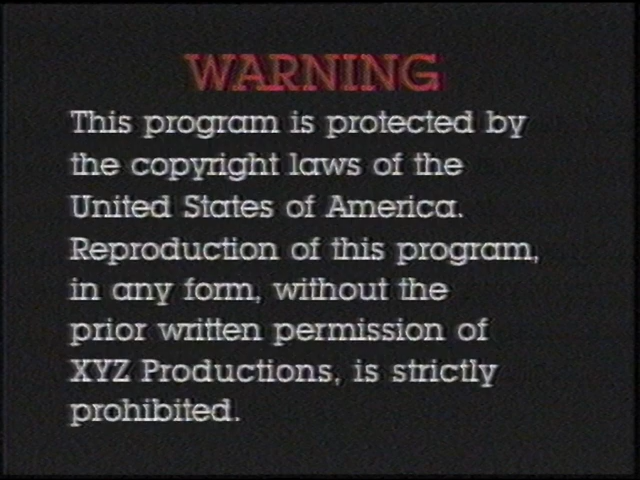 WARNING
This program is protected by
the copyright laws of the
United States of America.
Reproduction of this program,
in any form, without the
prior written permission of
XYZ Productions, is strictly
prohibited.